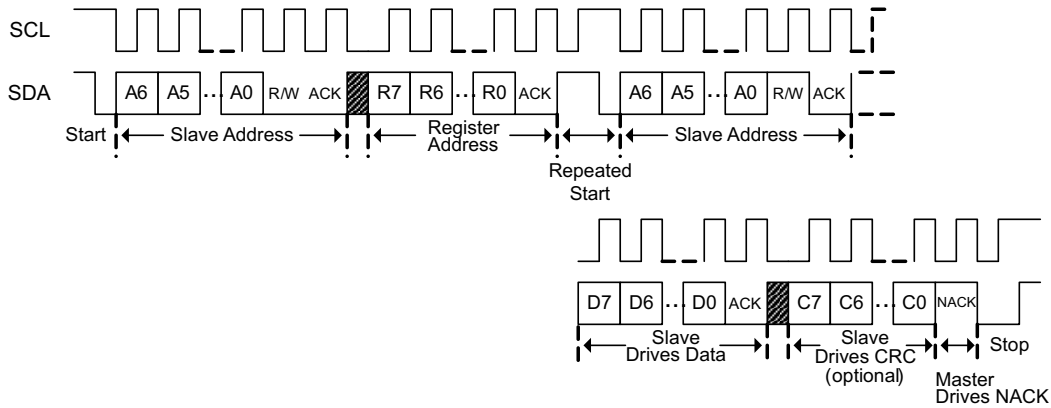 SCL
SDA
A6 A5 ... A0 R/W ACK R7 R6 ... R0 ACK A6 A5 ... A0 R/W ACK
Start Slave Address Register Address Slave Address
Repeated
Start
D7 D6 ... D0 ACK C7 C6 ... C0 NACK
Slave
Drives Data
Slave
Drives CRC
(optional)
Stop
Master
Drives NACK